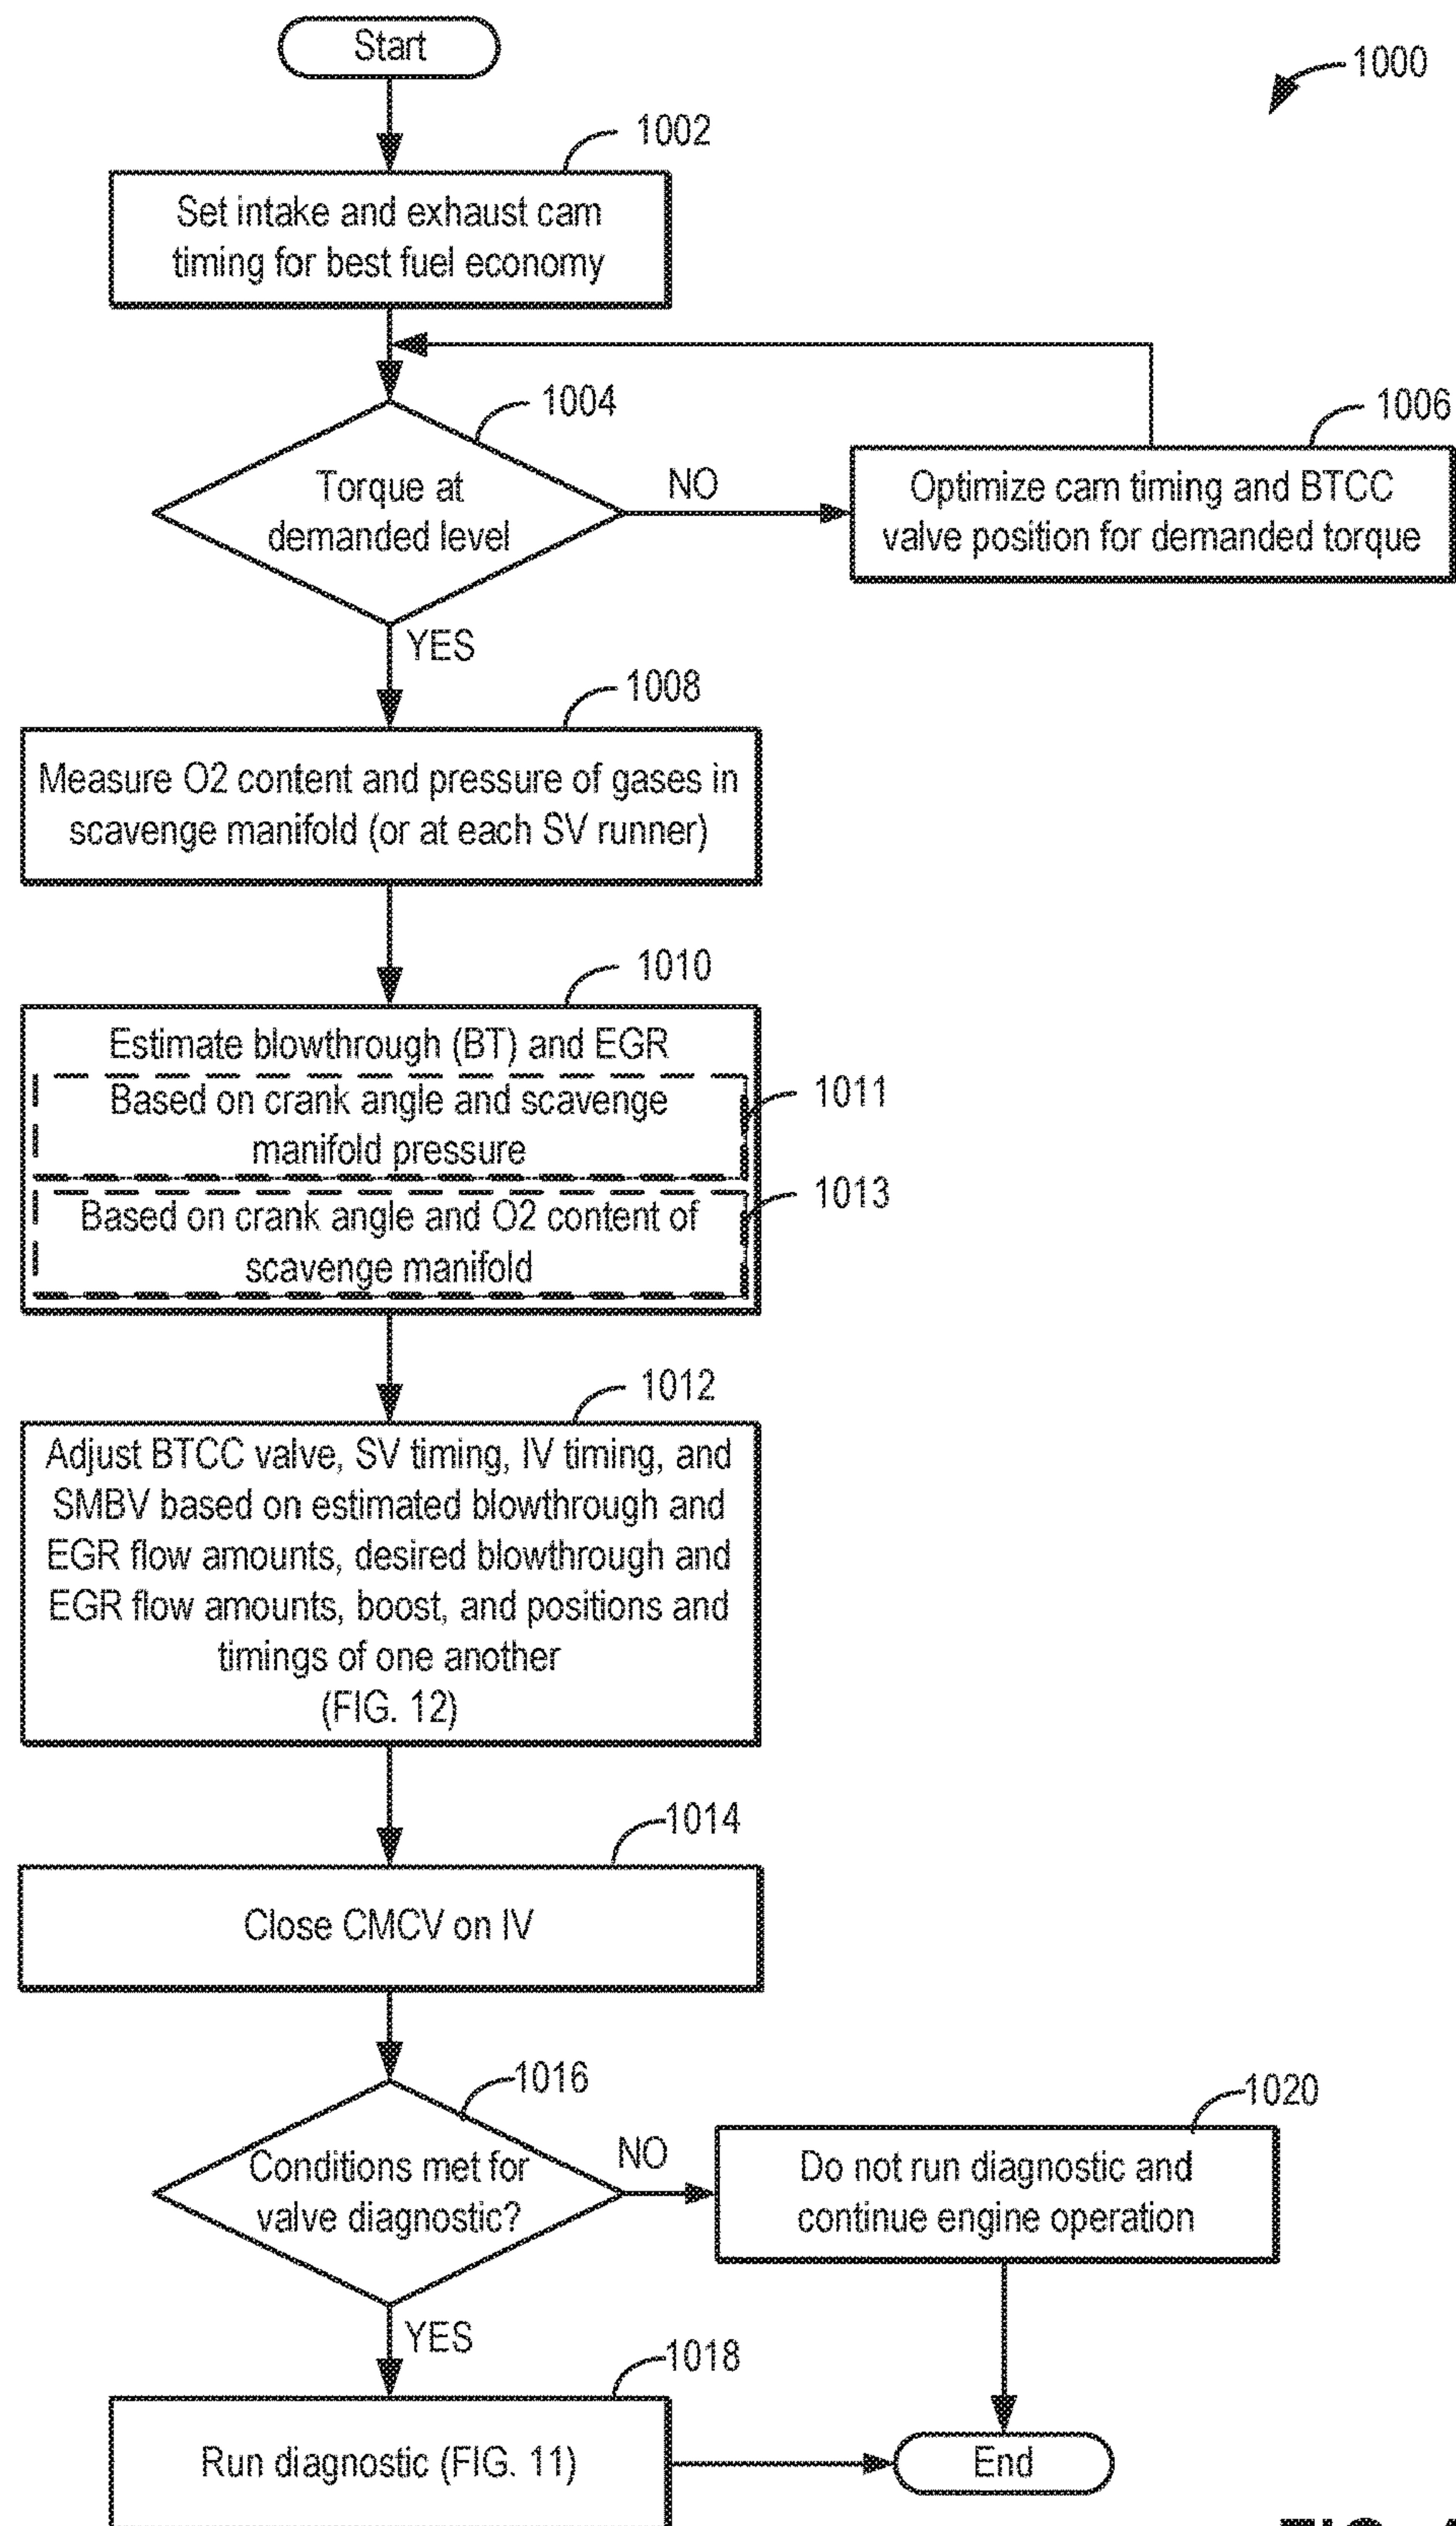 Start
1000
1002
Set intake and exhaust cam
timing for best fuel economy
1004
1006
Torque at
demanded level
NO
Optimize cam timing and BTCC
valve position for demanded torque
YES
1008
Measure O2 content and pressure of gases in
scavenge manifold (or at each SV runner)
1010
Estimate blowthrough (BT) and EGR
1011
Based on crank angle and scavenge
manifold pressure
1013
Based on crank angle and O2 content of
scavenge manifold
1012
Adjust BTCC valve, SV timing, IV timing, and
SMBV based on estimated blowthrough and
EGR flow amounts, desired blowthrough and
EGR flow amounts, boost, and positions and
timings of one another
(FIG. 12)
1014
Close CMCV on IV
1016
1020
Conditions met for
valve diagnostic?
NO
Do not run diagnostic and
continue engine operation
YES
1018
Run diagnostic (FIG. 11)
End